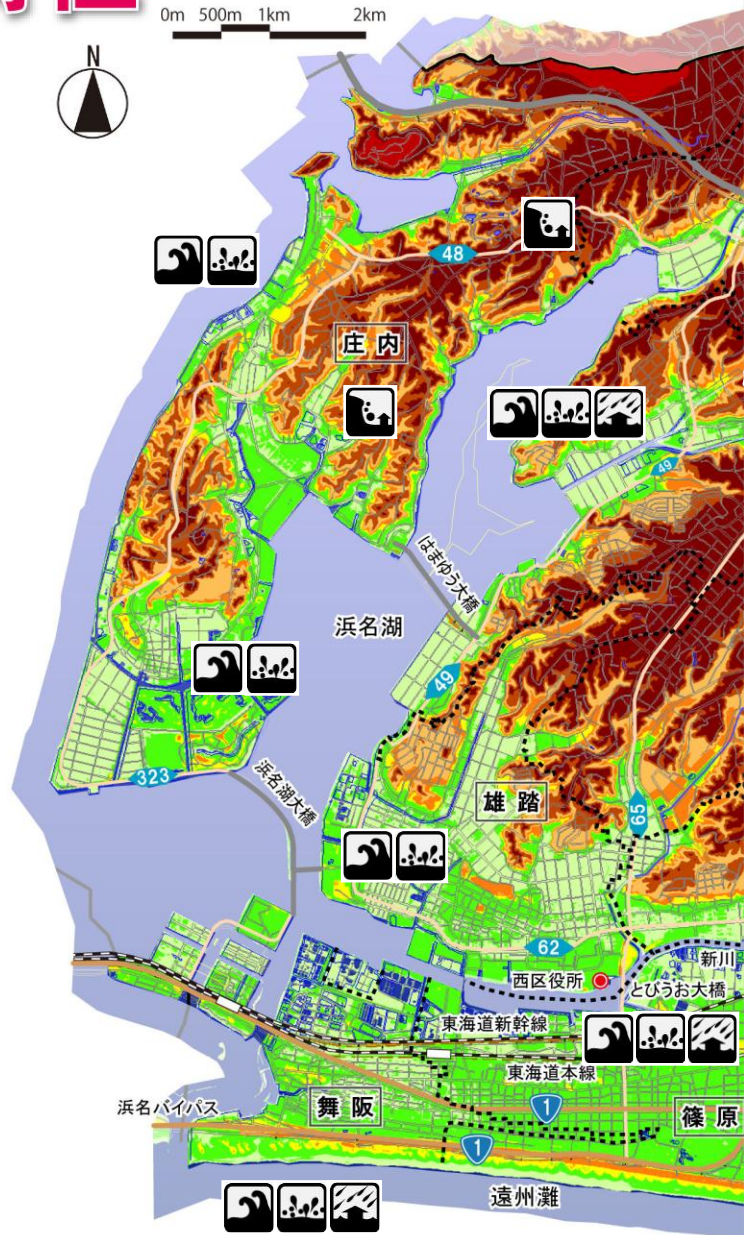 0m 500m 1km 2km
N
48
庄内
49
はまゆう大橋
浜名湖
49
323
浜名湖大橋
雄踏
65
62
新川
西区役所
とびうお大橋
東海道新幹線
東海道本線
浜名バイパス
舞阪
1
篠原
1
遠州灘